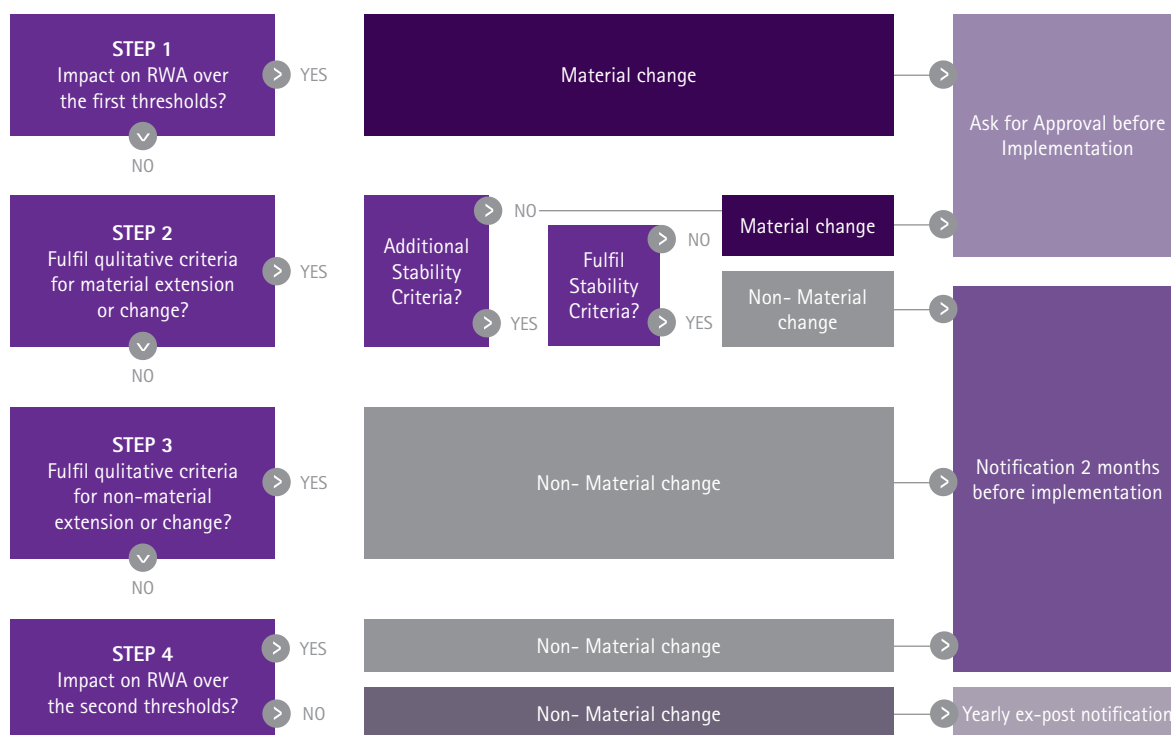 STEP 1
Impact on RWA over
the first thresholds?
YES
NO
Material change
Ask for Approval before
Implementation
STEP 2
Fulfil qulitative criteria
for material extension
or change?
YES
NO
Additional
Stability
Criteria?
NO
YES
Fulfil
Stability
Criteria?
NO
YES
Material change
Non- Material
change
STEP 3
Fulfil qulitative criteria
for non-material
extension or change?
YES
NO
Non- Material change
Notification 2 months
before implementation
STEP 4
Impact on RWA over
the second thresholds?
YES
NO
Non- Material change
Non- Material change
Yearly ex-post notification